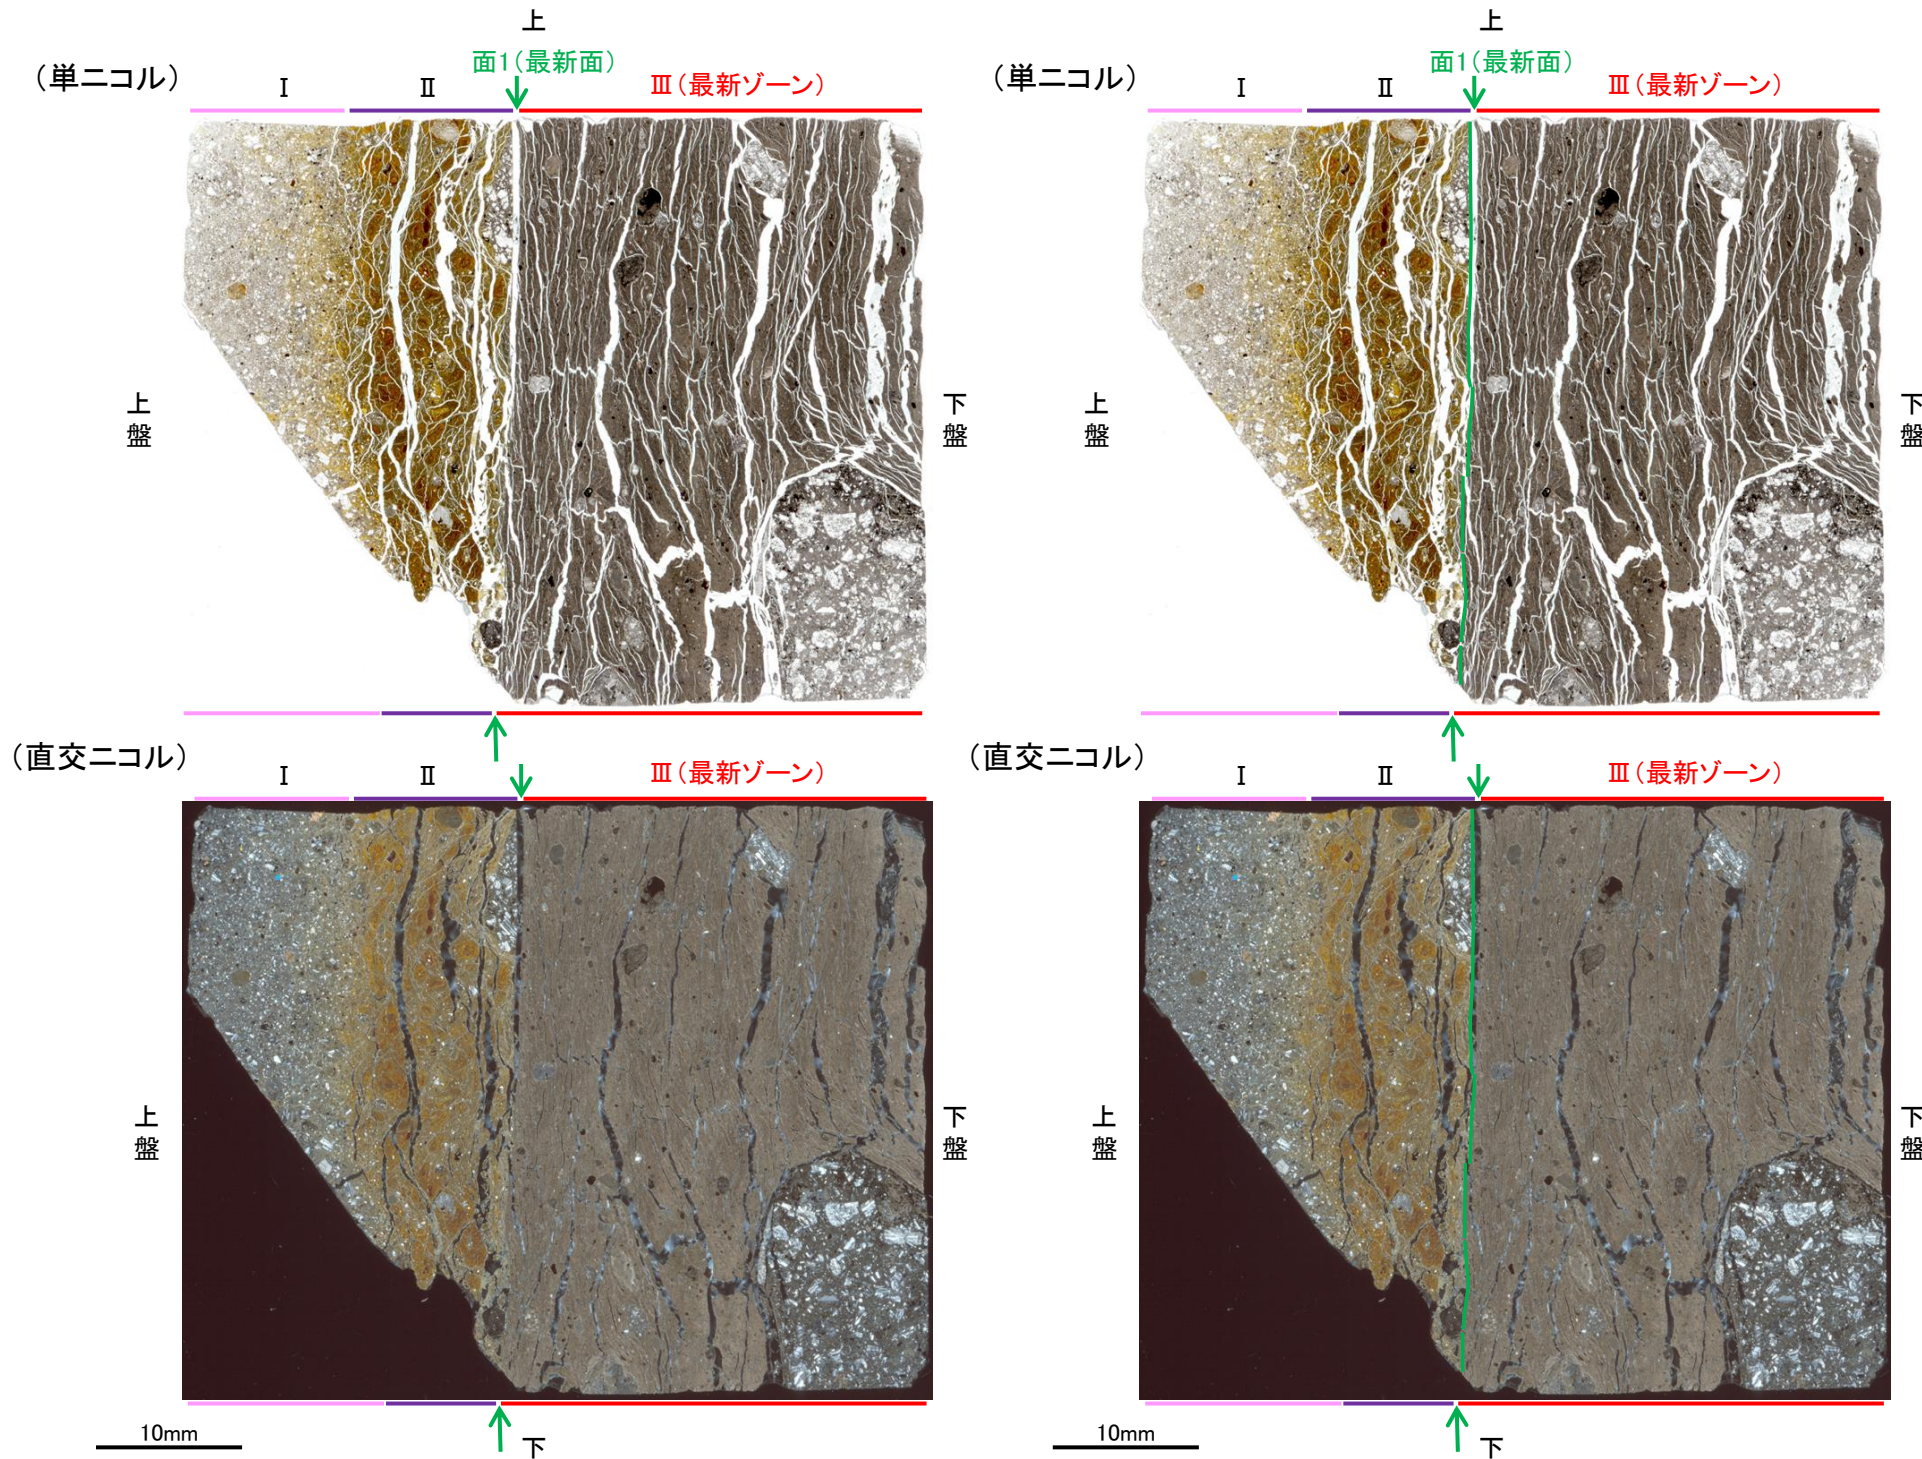 上
面1(最新面)
(単ニコル)
Ⅰ
Ⅱ
Ⅲ(最新ゾーン)
上盤
下盤
(直交ニコル)
Ⅰ
Ⅱ
Ⅲ(最新ゾーン)
上盤
下盤
10mm
下
上
面1(最新面)
(単ニコル)
Ⅰ
Ⅱ
Ⅲ(最新ゾーン)
上盤
下盤
(直交ニコル)
Ⅰ
Ⅱ
Ⅲ(最新ゾーン)
上盤
下盤
10mm
下